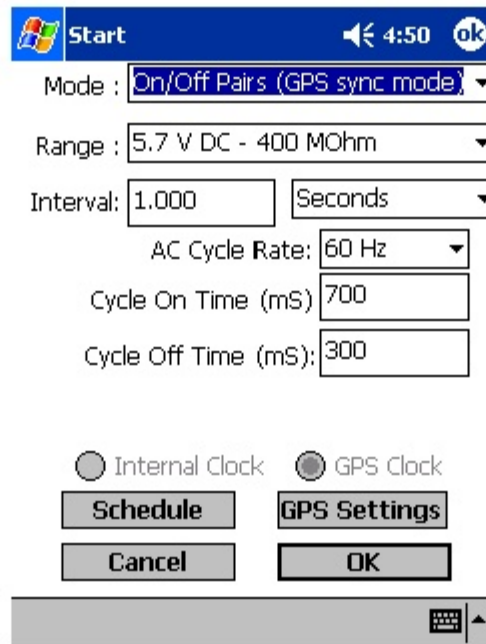 Start 4:50 ok
Mode : On/Off Pairs (GPS sync mode)
Range : 5.7 V DC - 400 MOhm
Interval: 1.000 Seconds
AC Cycle Rate: 60 Hz
Cycle On Time (mS) 700
Cycle Off Time (mS): 300
Internal Clock GPS Clock
Schedule GPS Settings
Cancel OK